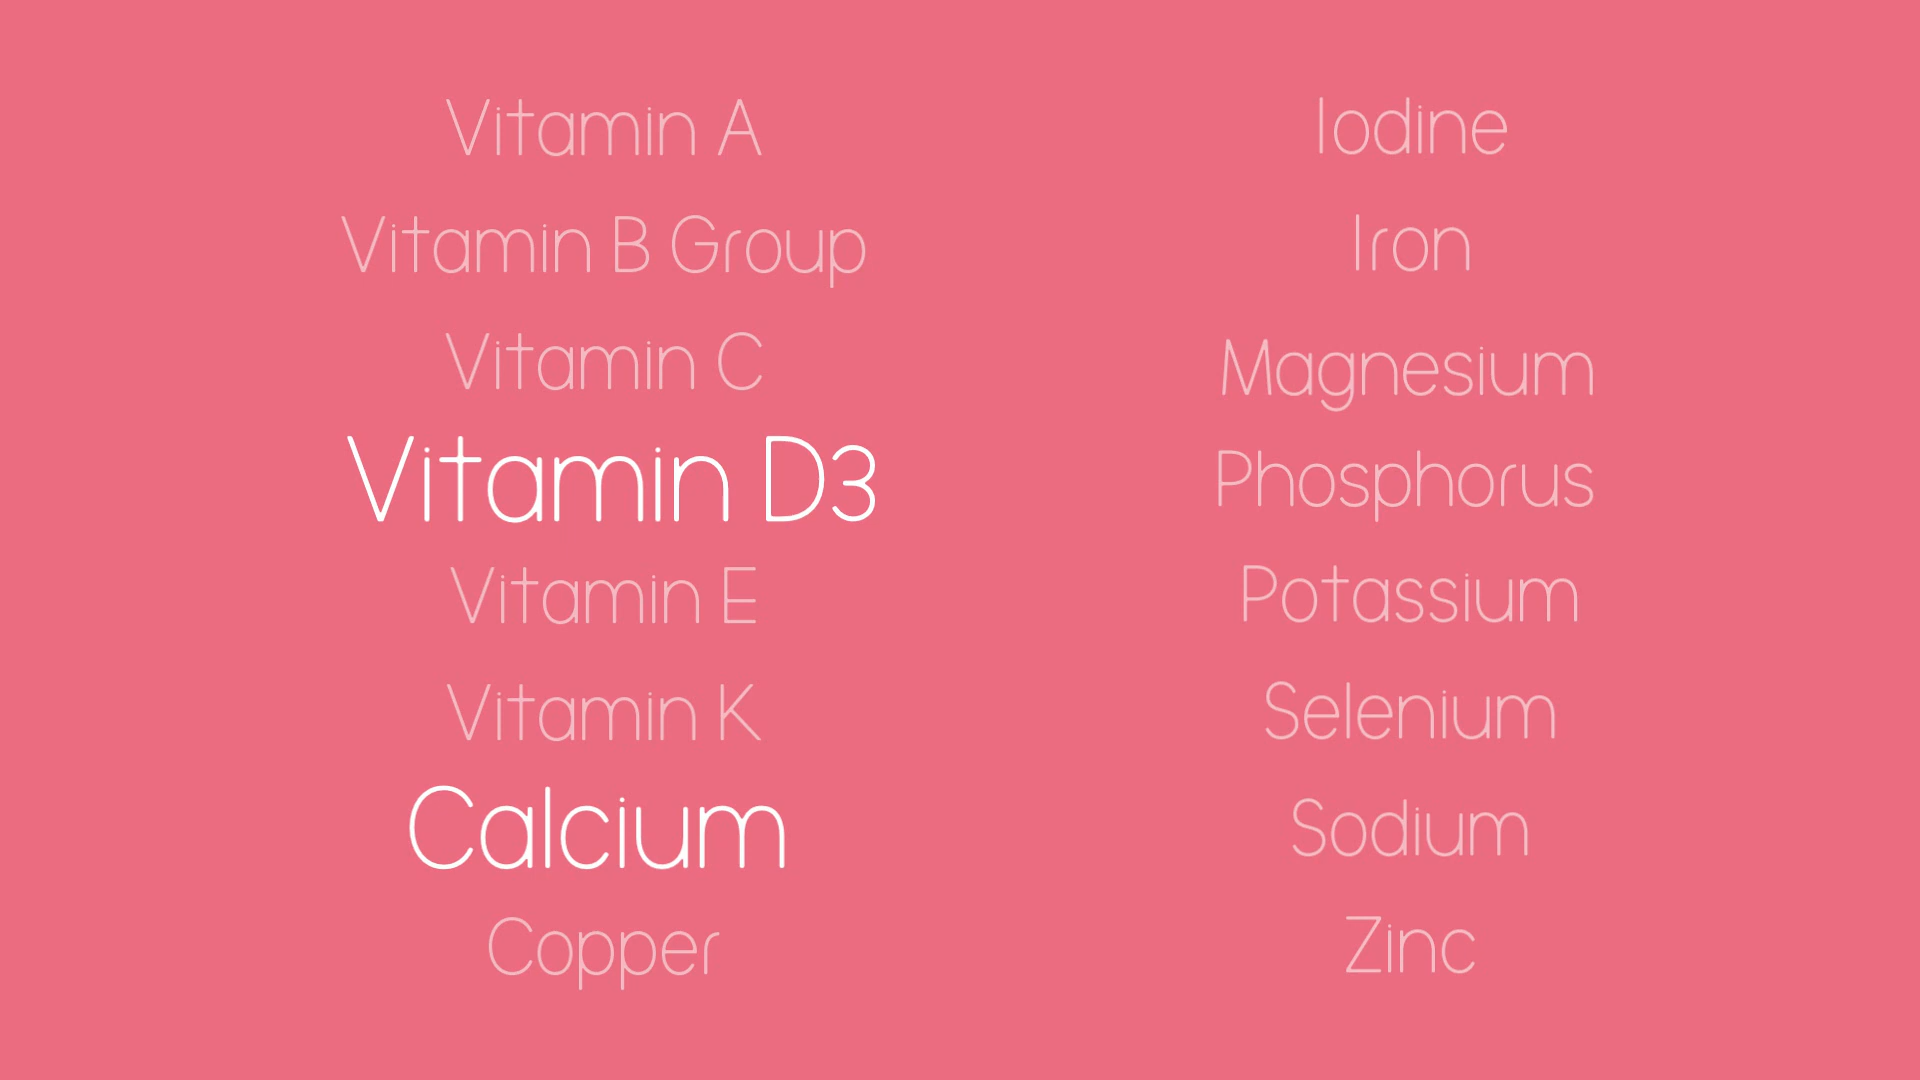 Vitamin A
Vitamin B Group
Vitamin C
Vitamin D3
Vitamin E
Vitamin K
Calcium
Copper
Iodine
Iron
Magnesium
Phosphorus
Potassium
Selenium
Sodium
Zinc